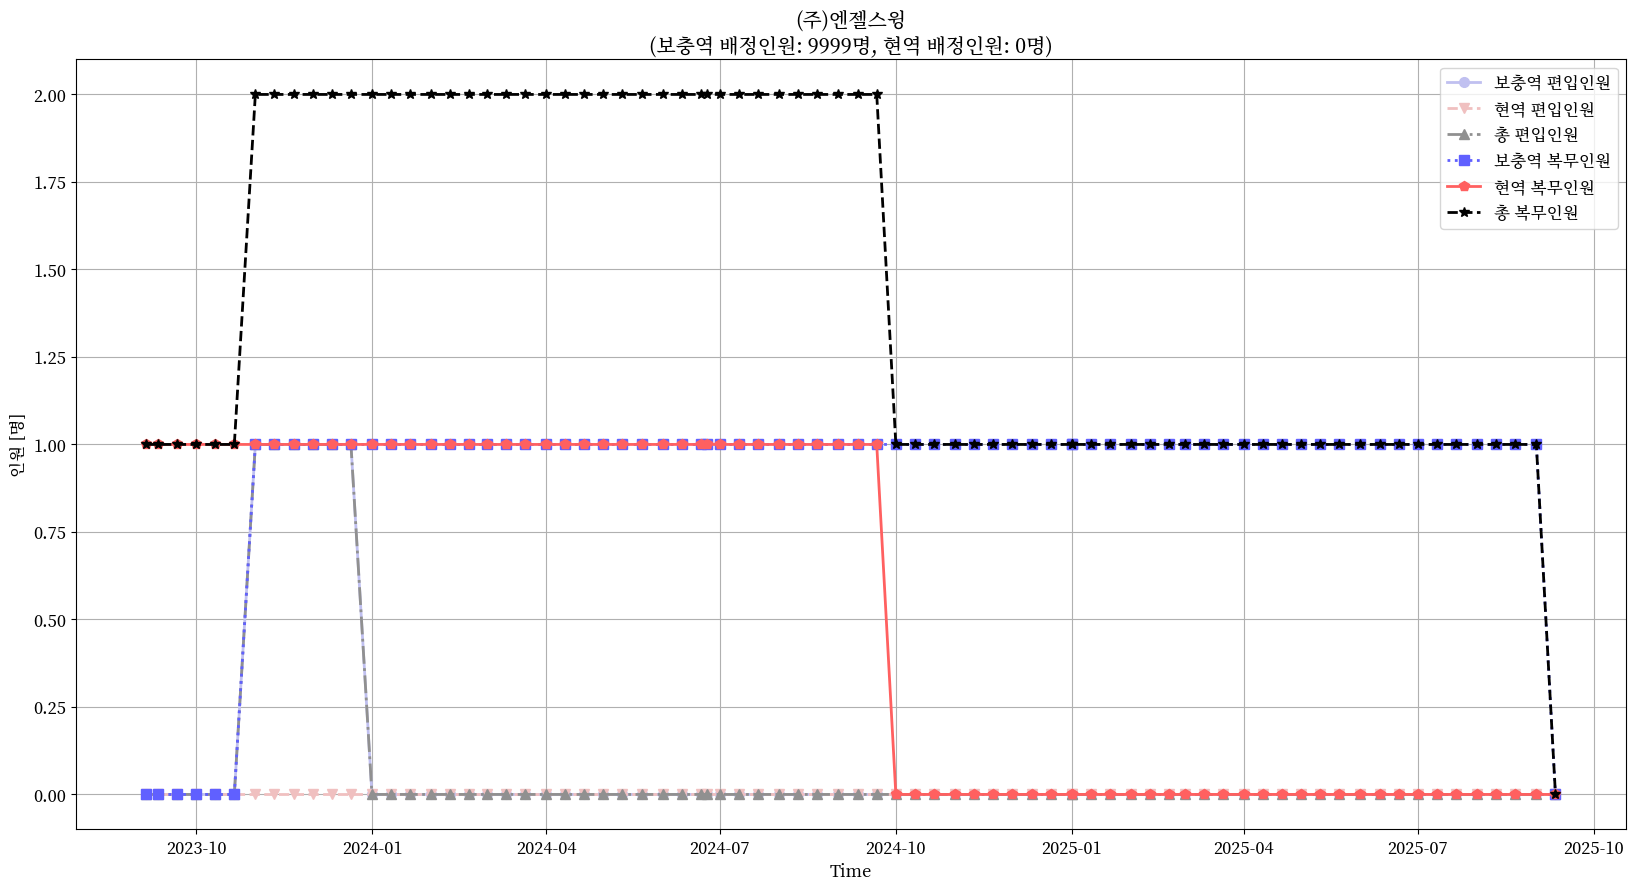 (주)엔젤스윙
(보충역 배정인원: 9999명, 현역 배정인원: 0명)
보충역 편입인원
현역 편입인원
총 편입인원
보충역 복무인원
현역 복무인원
총 복무인원
인원 [명]
2.00
1.75
1.50
1.25
1.00
0.75
0.50
0.25
0.00
2023-10 2024-01 2024-04 2024-07 2024-10 2025-01 2025-04 2025-07 2025-10
Time